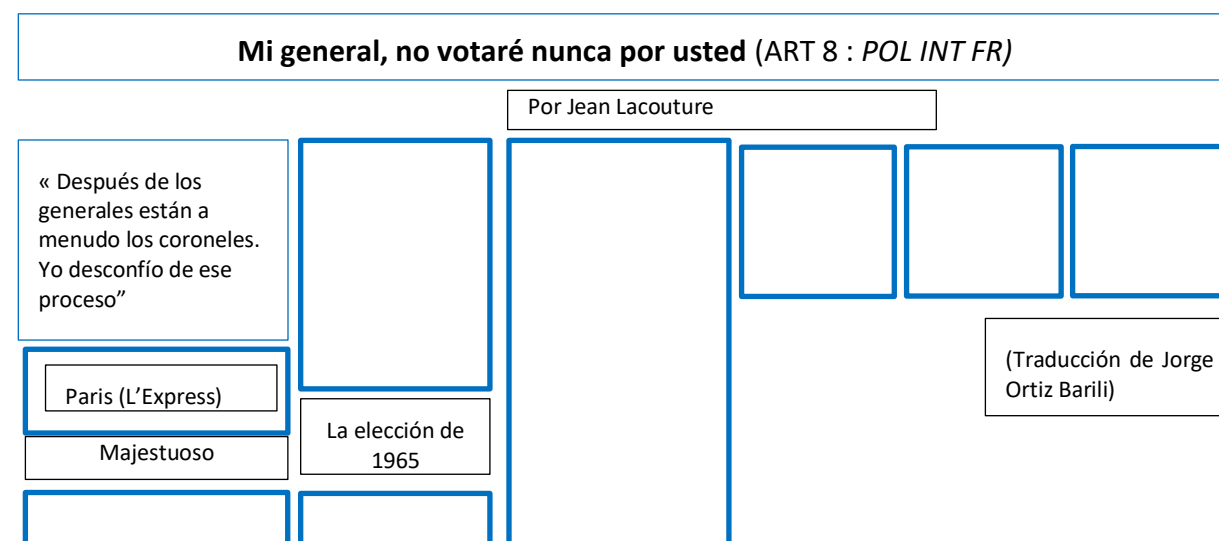 Mi general, no votaré nunca por usted (ART 8 : POL INT FR)
Por Jean Lacouture
« Después de los
generales están a
menudo los coroneles.
Yo desconfío de ese
proceso”
Paris (L’Express)
Majestuoso
La elección de
1965
(Traducción de Jorge
Ortiz Barili)